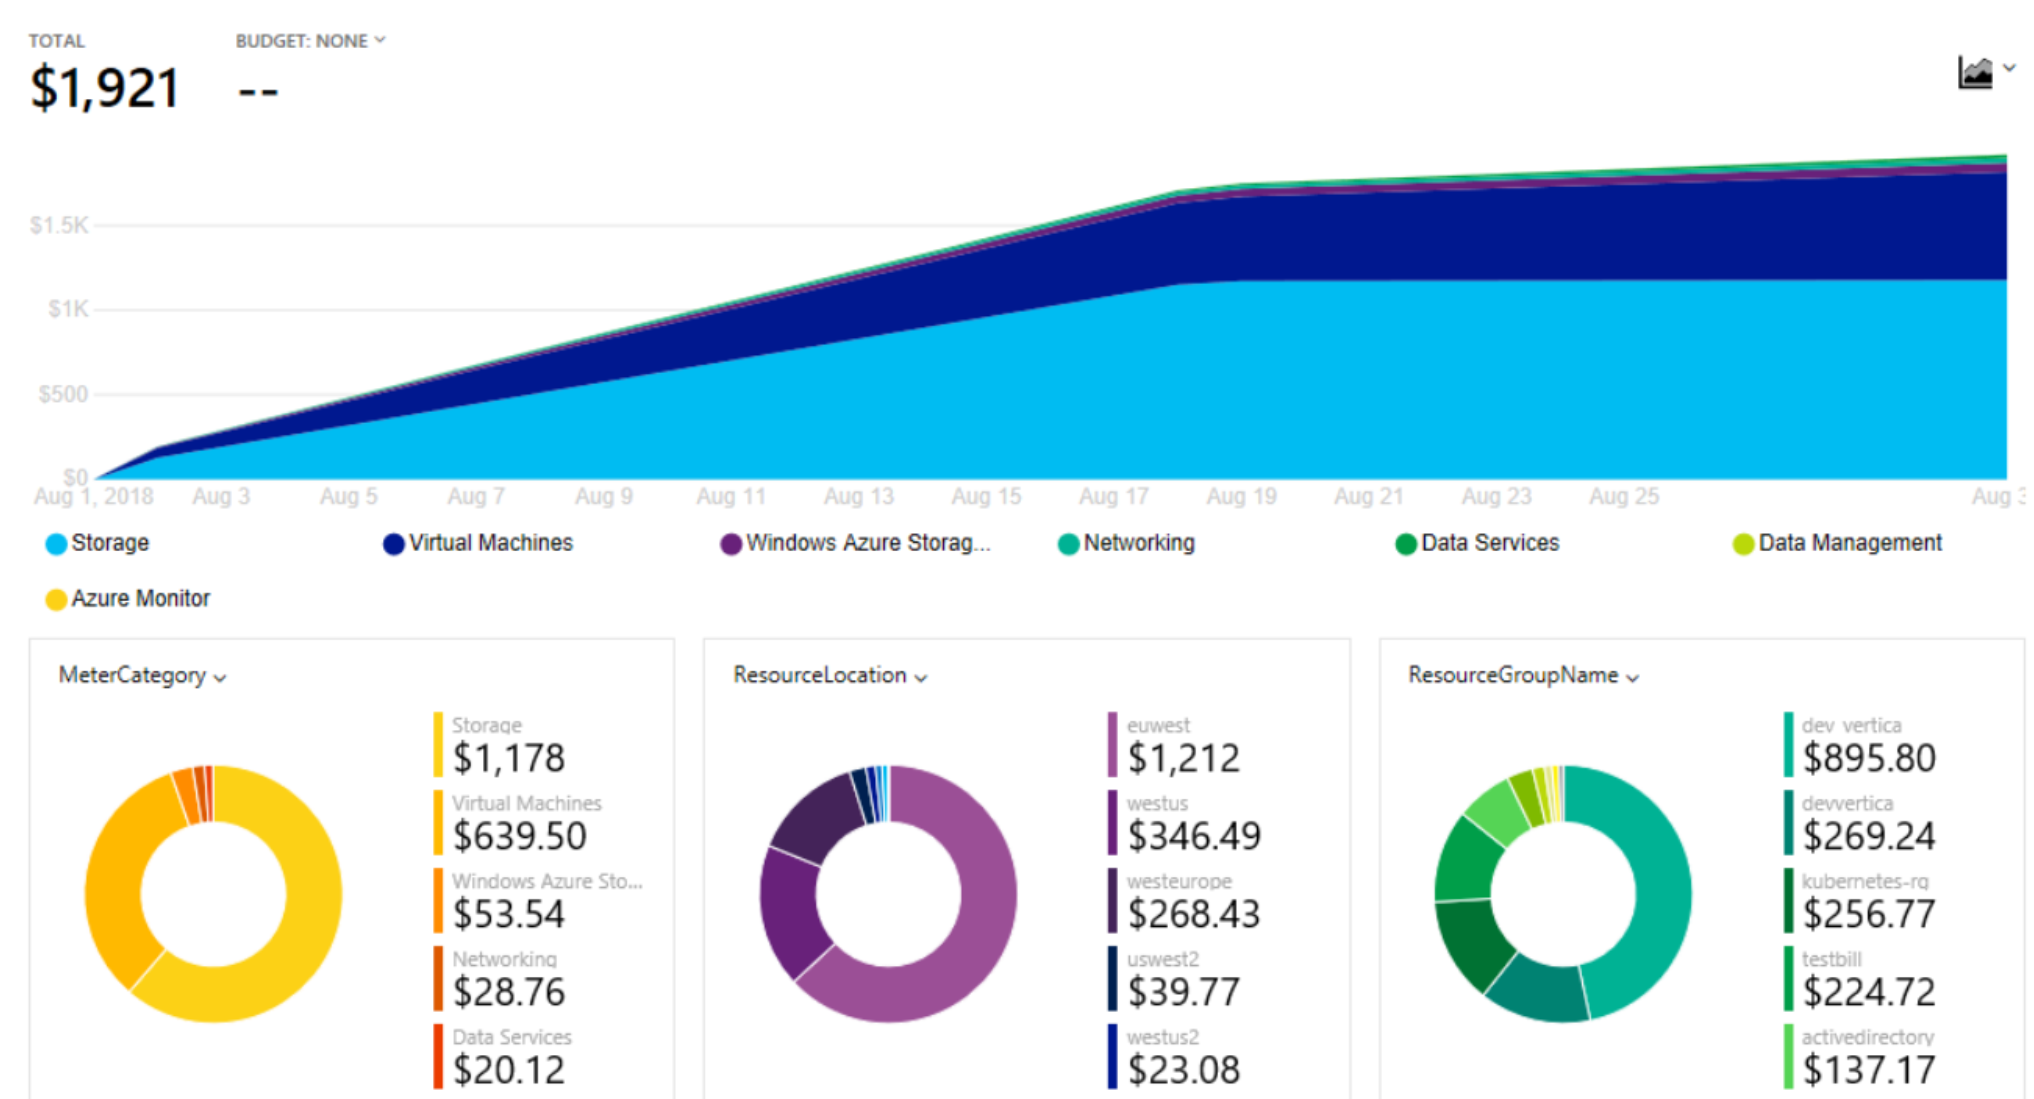 TOTAL
BUDGET: NONE
$1,921
--
$1.5K
$1K
$500
$0
Aug 1, 2018 Aug 3 Aug 5 Aug 7 Aug 9 Aug 11 Aug 13 Aug 15 Aug 17 Aug 19 Aug 21 Aug 23 Aug 25 Aug
Storage Virtual Machines Windows Azure Storag... Networking Data Services Data Management
Azure Monitor
MeterCategory
Storage
$1,178
Virtual Machines
$639.50
Windows Azure Sto...
$53.54
Networking
$28.76
Data Services
$20.12
ResourceLocation
euwest
$1,212
westus
$346.49
westeurope
$268.43
uswest2
$39.77
westus2
$23.08
ResourceGroupName
dev vertica
$895.80
devvertica
$269.24
kubernetes-rg
$256.77
testbill
$224.72
activedirectory
$137.17